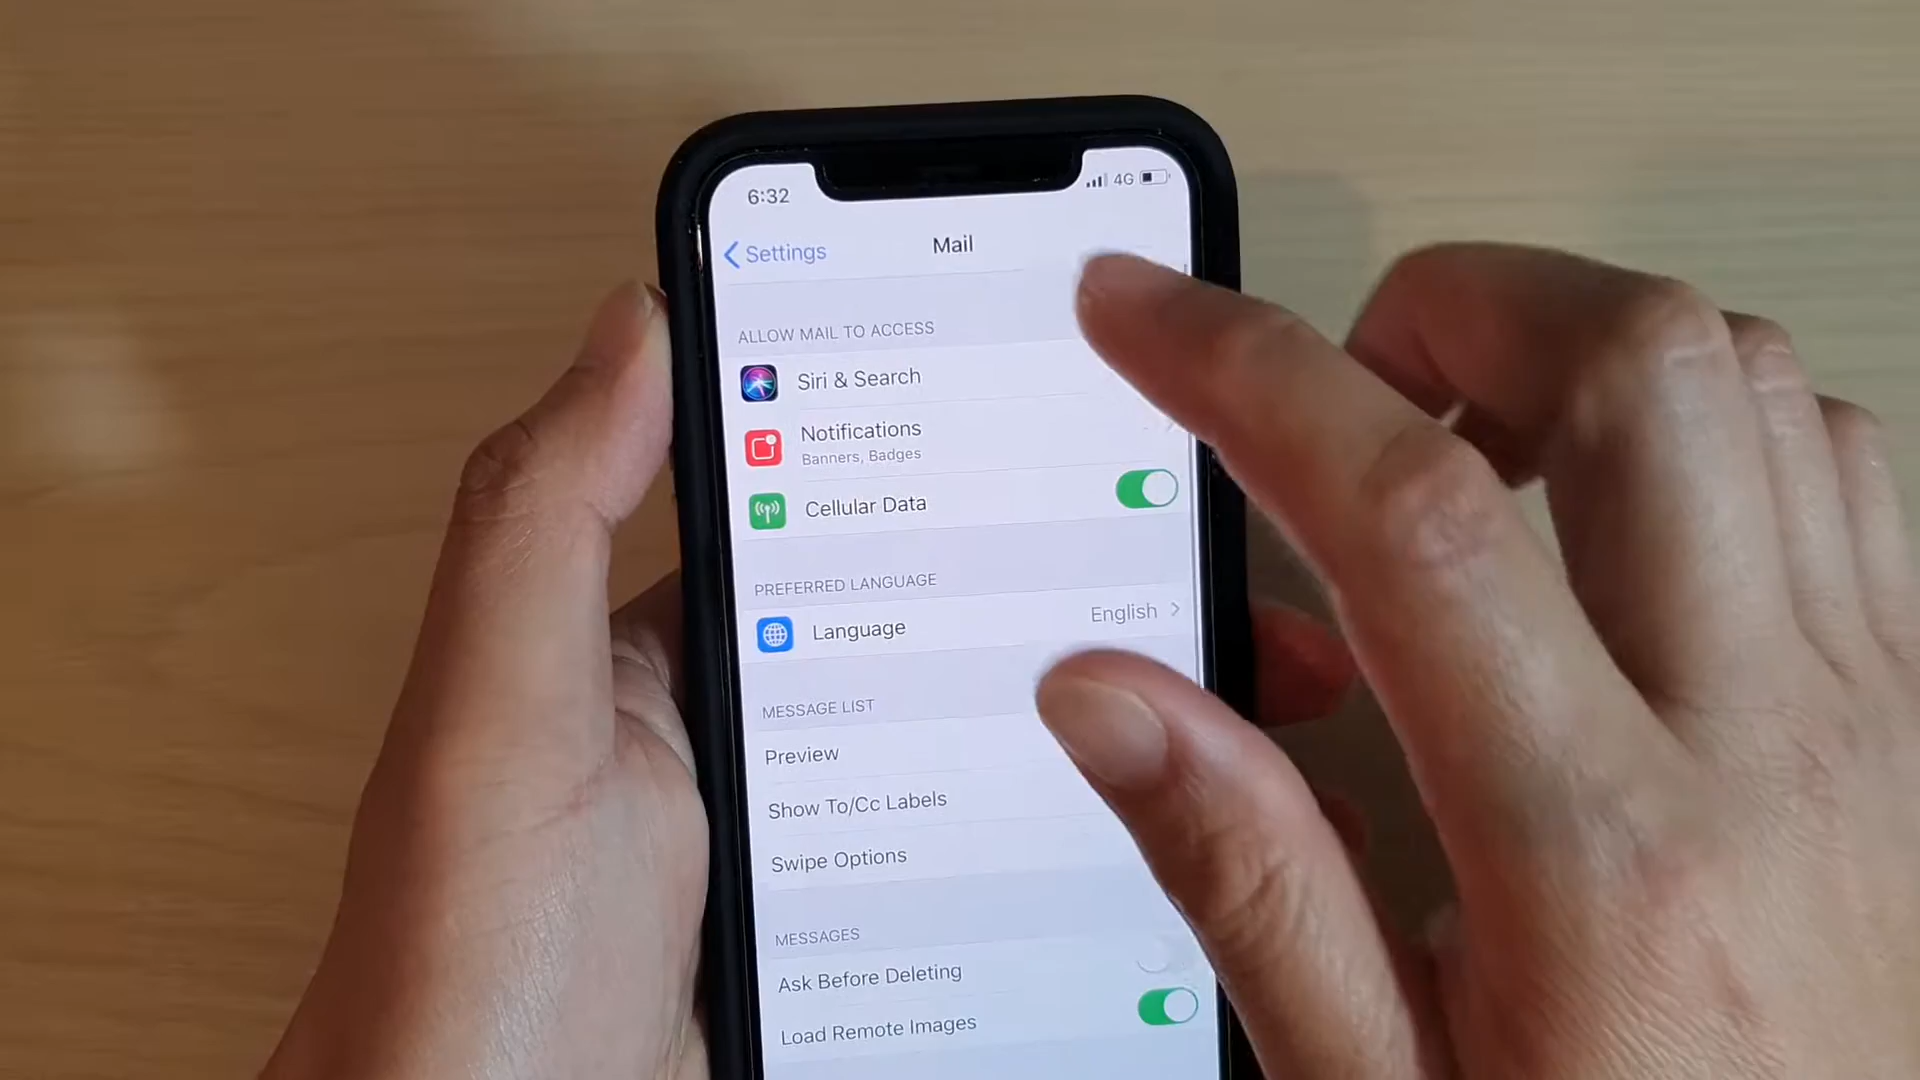 6:32
4G
Settings
Mail
ALLOW MAIL TO ACCESS
Siri & Search
Notifications
Banners, Badges
Cellular Data
PREFERRED LANGUAGE
Language
English
MESSAGE LIST
Preview
Show To/Cc Labels
Swipe Options
MESSAGES
Ask Before Deleting
Load Remote Images